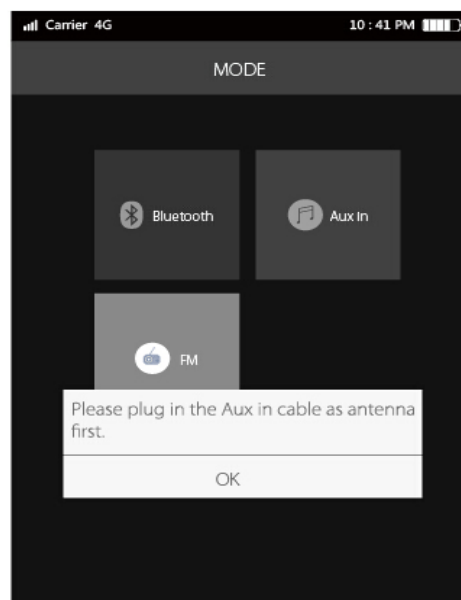 Carrier 4G 10 : 41 PM
MODE
Bluetooth Aux In
FM
Please plug in the Aux in cable as antenna
first.
OK